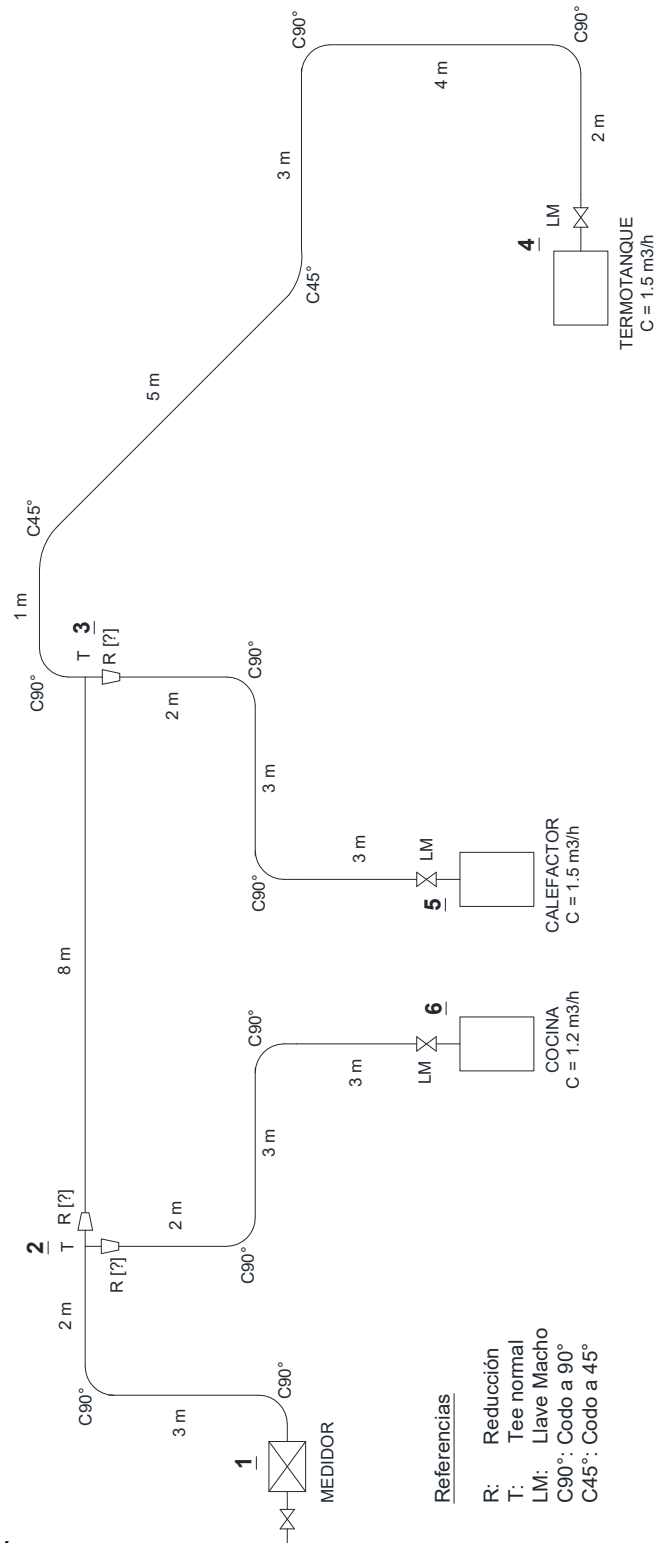 1
MEDIDOR
C90°
3 m
C90°
2 m
2
T
R [?]
R [?]
2 m
C90°
3 m
C90°
3 m
LM
6
COCINA
C = 1.2 m3/h
8 m
T
3
R [?]
2 m
C90°
3 m
C90°
3 m
LM
5
CALEFACTOR
C = 1.5 m3/h
C90°
1 m
C45°
5 m
C45°
3 m
C90°
4 m
C90°
2 m
LM
4
TERMOTANQUE
C = 1.5 m3/h
Referencias
R: Reducción
T: Tee normal
LM: Llave Macho
C90°: Codo a 90°
C45°: Codo a 45°